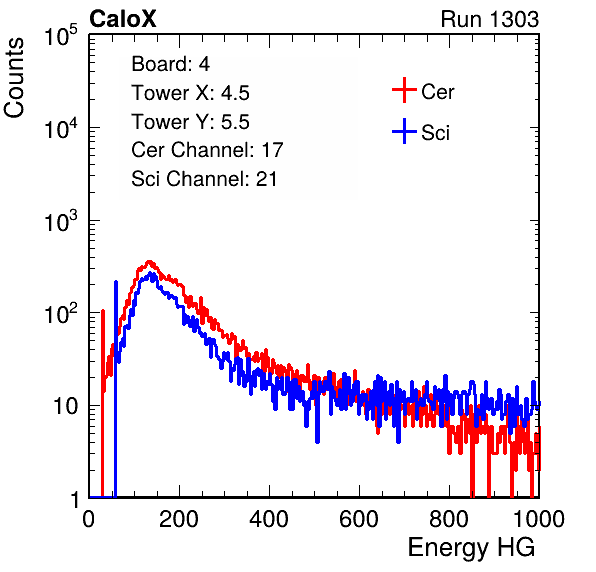 CaloX Run 1303
Counts
Board: 4
Tower X: 4.5
Tower Y: 5.5
Cer Channel: 17
Sci Channel: 21
Cer
Sci
10^5
10^4
10^3
10^2
10
1
0 200 400 600 800 1000
Energy HG